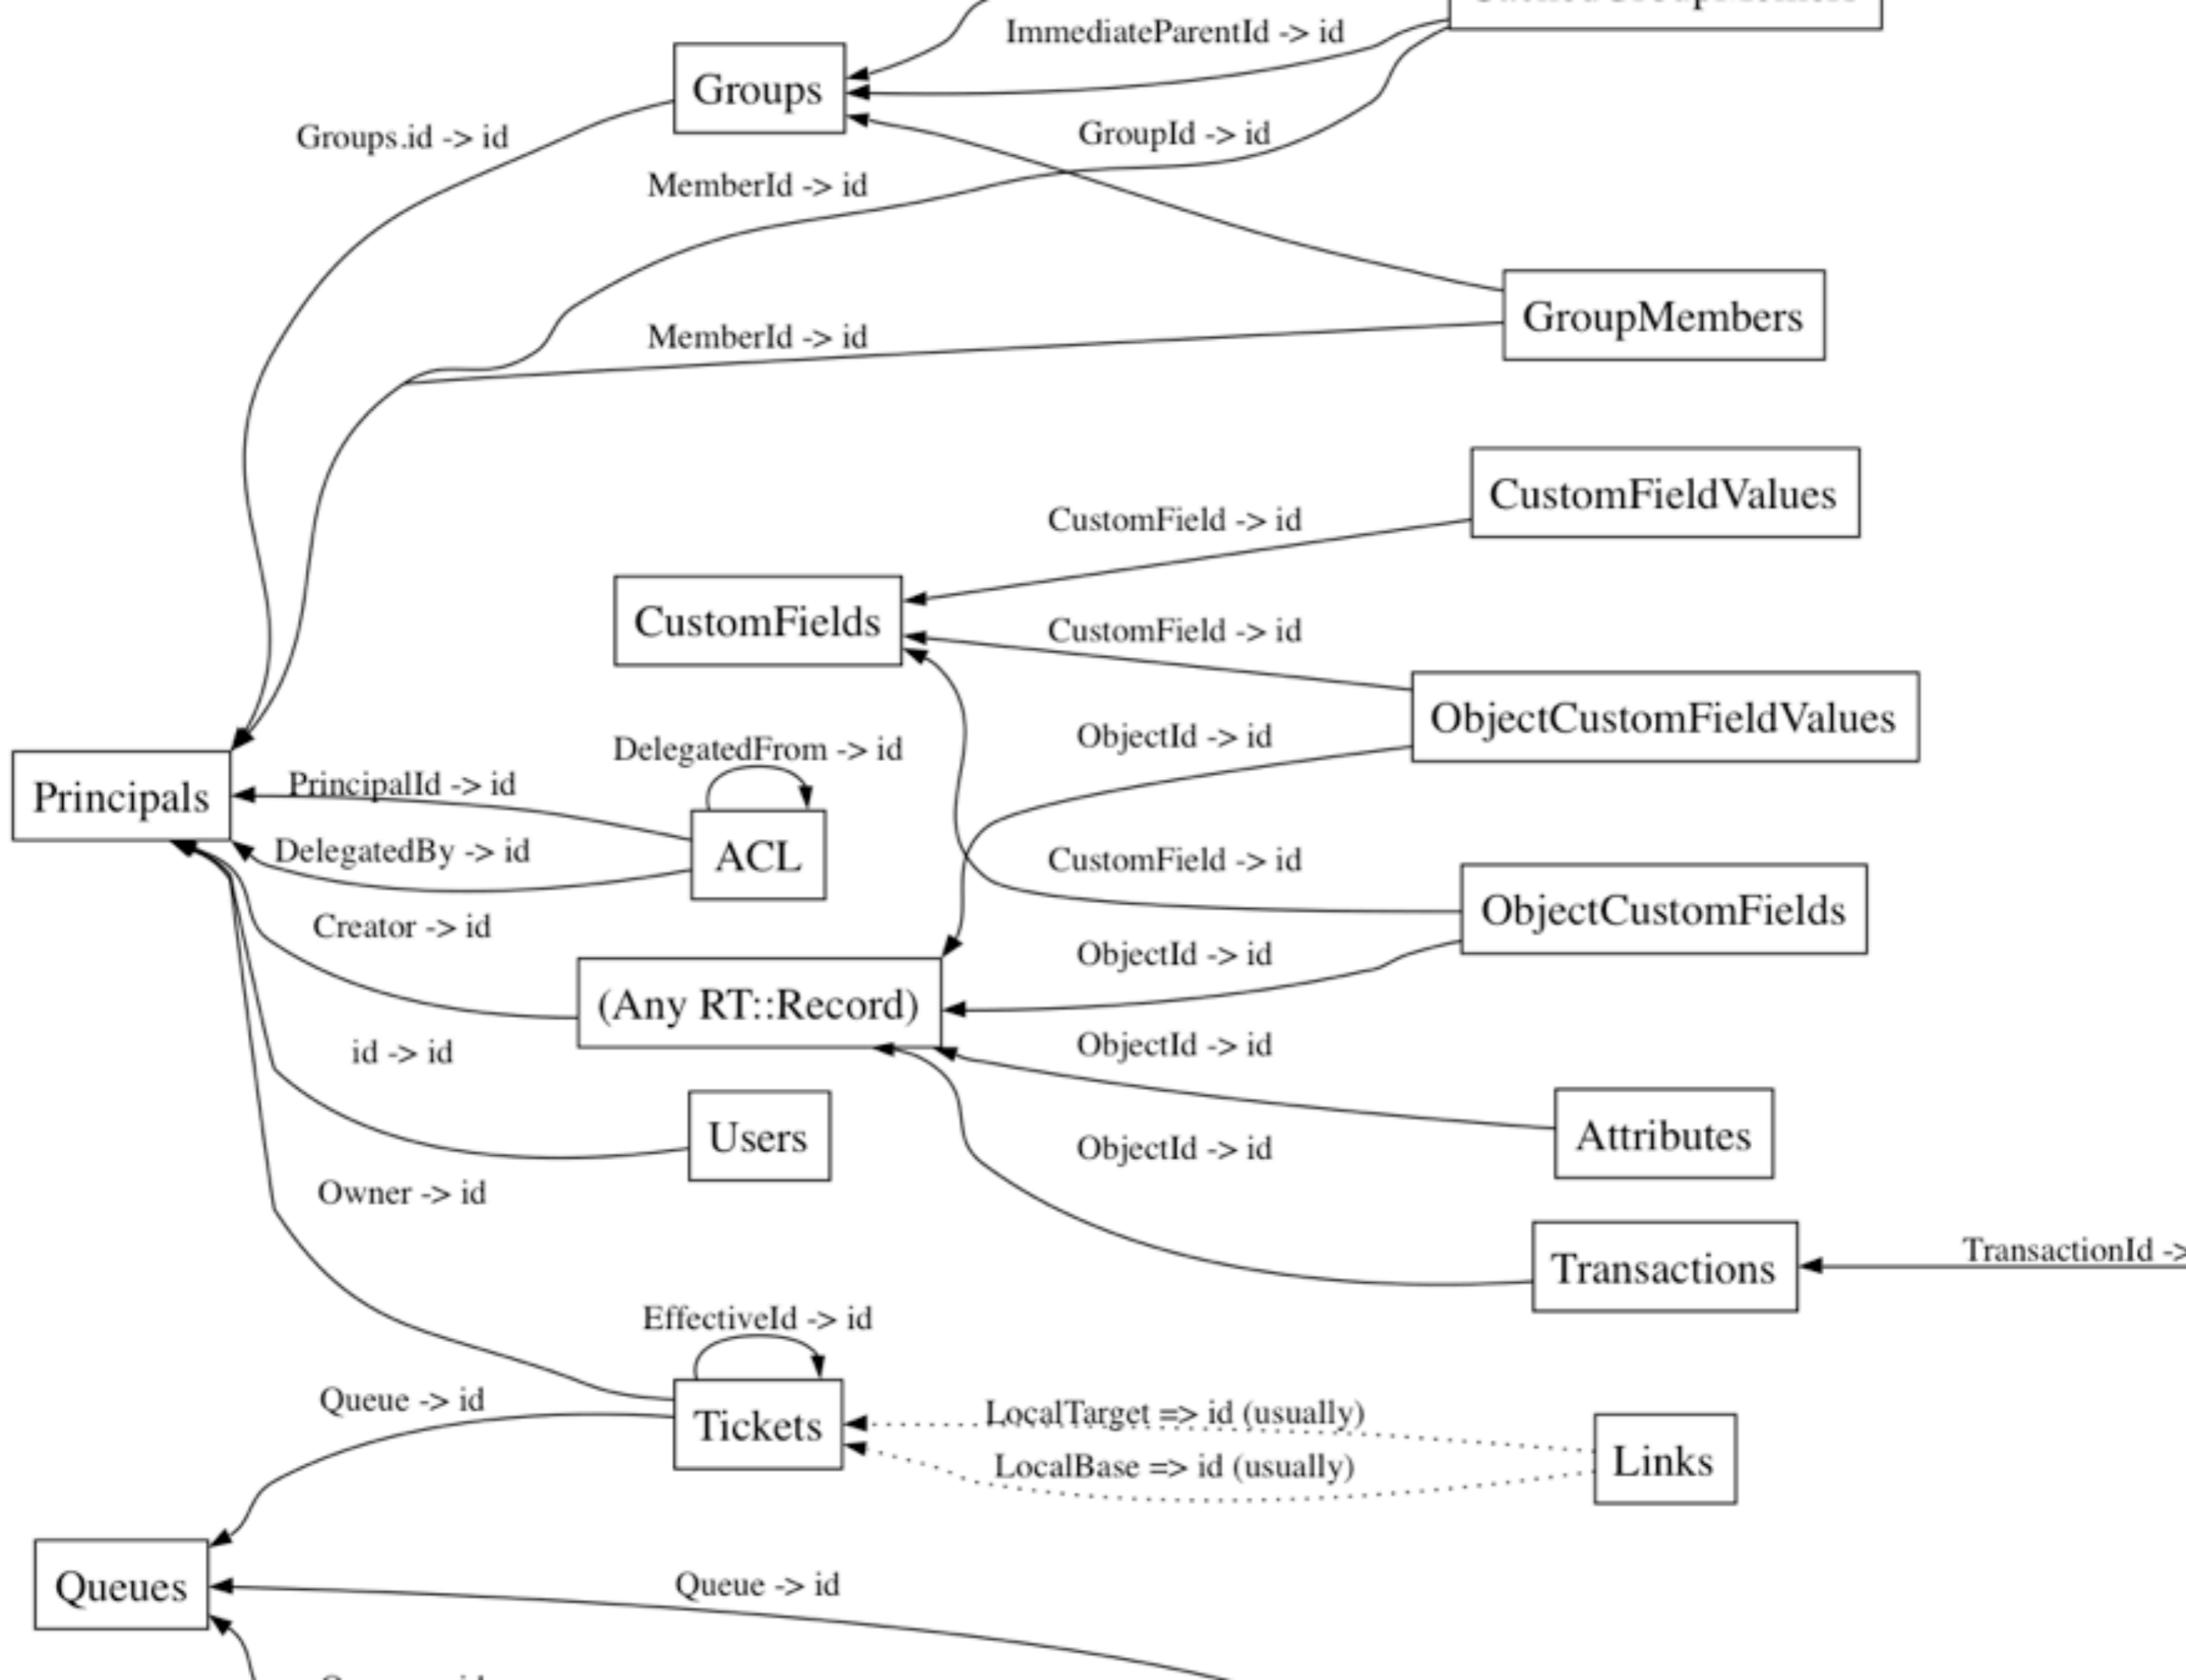 ImmediateParentId -> id
Groups
Groups.id -> id
GroupId -> id
MemberId -> id
GroupMembers
MemberId -> id
CustomFieldValues
CustomField -> id
CustomFields
CustomField -> id
ObjectCustomFieldValues
ObjectId -> id
DelegatedFrom -> id
Principals
PrincipalId -> id
DelegatedBy -> id
ACL
CustomField -> id
ObjectCustomFields
Creator -> id
ObjectId -> id
(Any RT::Record)
id -> id
ObjectId -> id
Users
Attributes
ObjectId -> id
Owner -> id
Transactions
TransactionId ->
EffectiveId -> id
Queue -> id
Tickets
LocalTarget => id (usually)
LocalBase => id (usually)
Links
Queues
Queue -> id